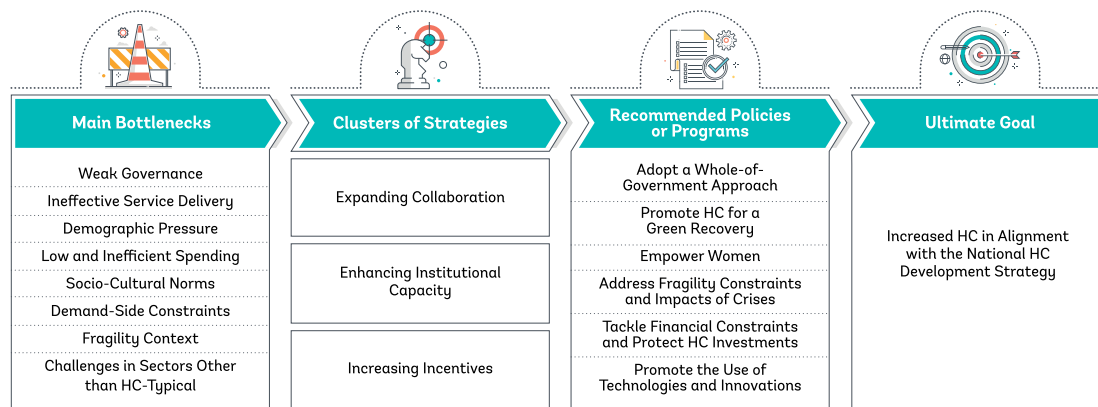 Main Bottlenecks
Weak Governance
Ineffective Service Delivery
Demographic Pressure
Low and Inefficient Spending
Socio-Cultural Norms
Demand-Side Constraints
Fragility Context
Challenges in Sectors Other
than HC-Typical
Clusters of Strategies
Expanding Collaboration
Enhancing Institutional
Capacity
Increasing Incentives
Recommended Policies
or Programs
Adopt a Whole-of-
Government Approach
Promote HC for a
Green Recovery
Empower Women
Address Fragility Constraints
and Impacts of Crises
Tackle Financial Constraints
and Protect HC Investments
Promote the Use of
Technologies and Innovations
Ultimate Goal
Increased HC in Alignment
with the National HC
Development Strategy